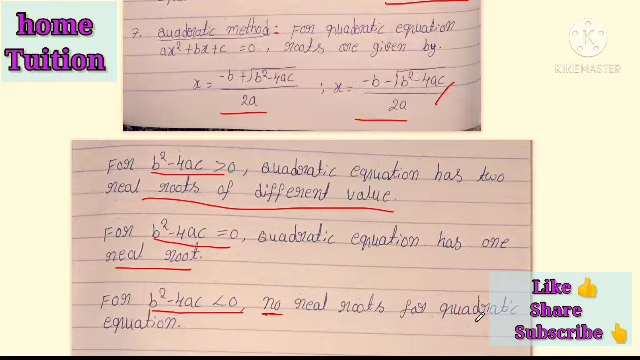 home
Tuition
7. quadratic method: For quadratic equation
ax²+bx+c=0, roots are given by.
x = -b+√b²-4ac / 2a ; x = -b-√b²-4ac / 2a
KINEMASTER
For b²-4ac >0, quadratic equation has two
real roots of different value.
For b²-4ac =0, quadratic equation has one
real root.
For b²-4ac <0, no real roots for quadratic
equation.
Like 👍
Share
Subscribe 👆